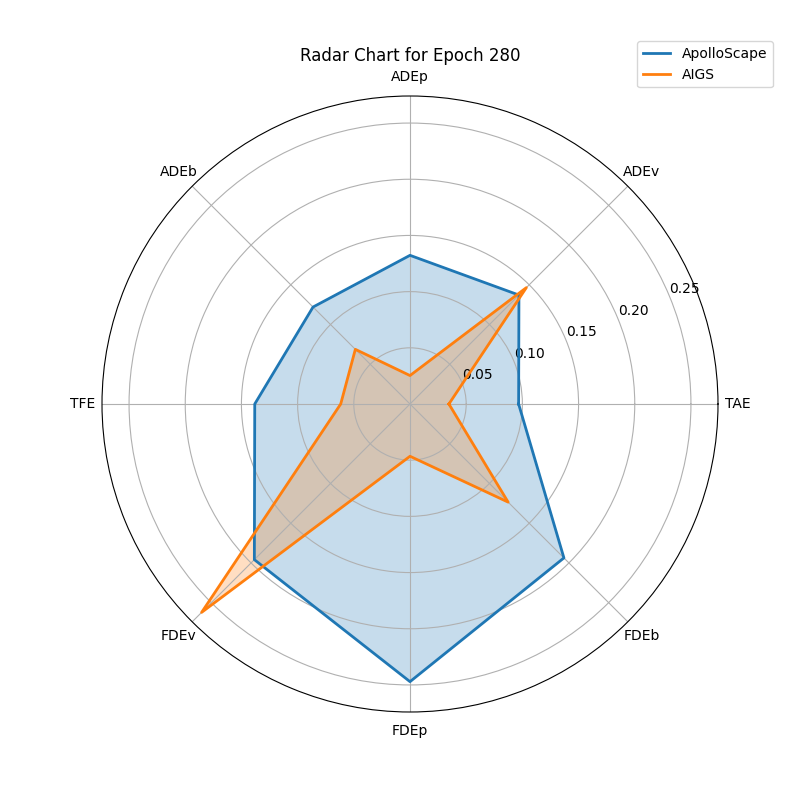 Radar Chart for Epoch 280
ApolloScape
AIGS
ADEp
ADEb
ADEv
0.25
0.20
0.15
0.10
0.05
TFE
TAE
FDEv
FDEb
FDEp